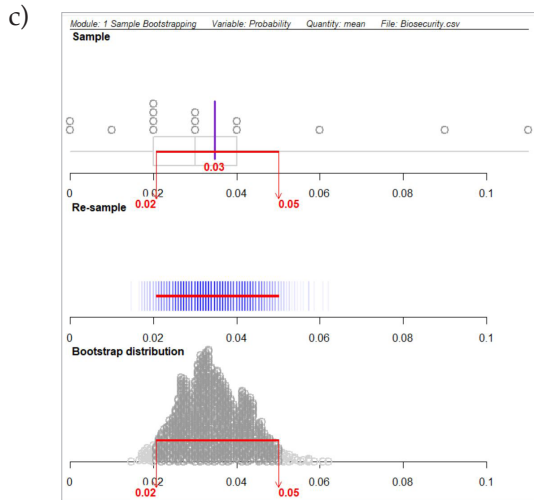 c)
Module: 1 Sample Bootstrapping Variable: Probability Quantity: mean File: Biosecurity.csv
Sample
0.03
0 0.02 0.04 0.06 0.08 0.1
0.02 0.05
Re-sample
0 0.02 0.04 0.06 0.08 0.1
Bootstrap distribution
0 0.02 0.04 0.06 0.08 0.1
0.02 0.05